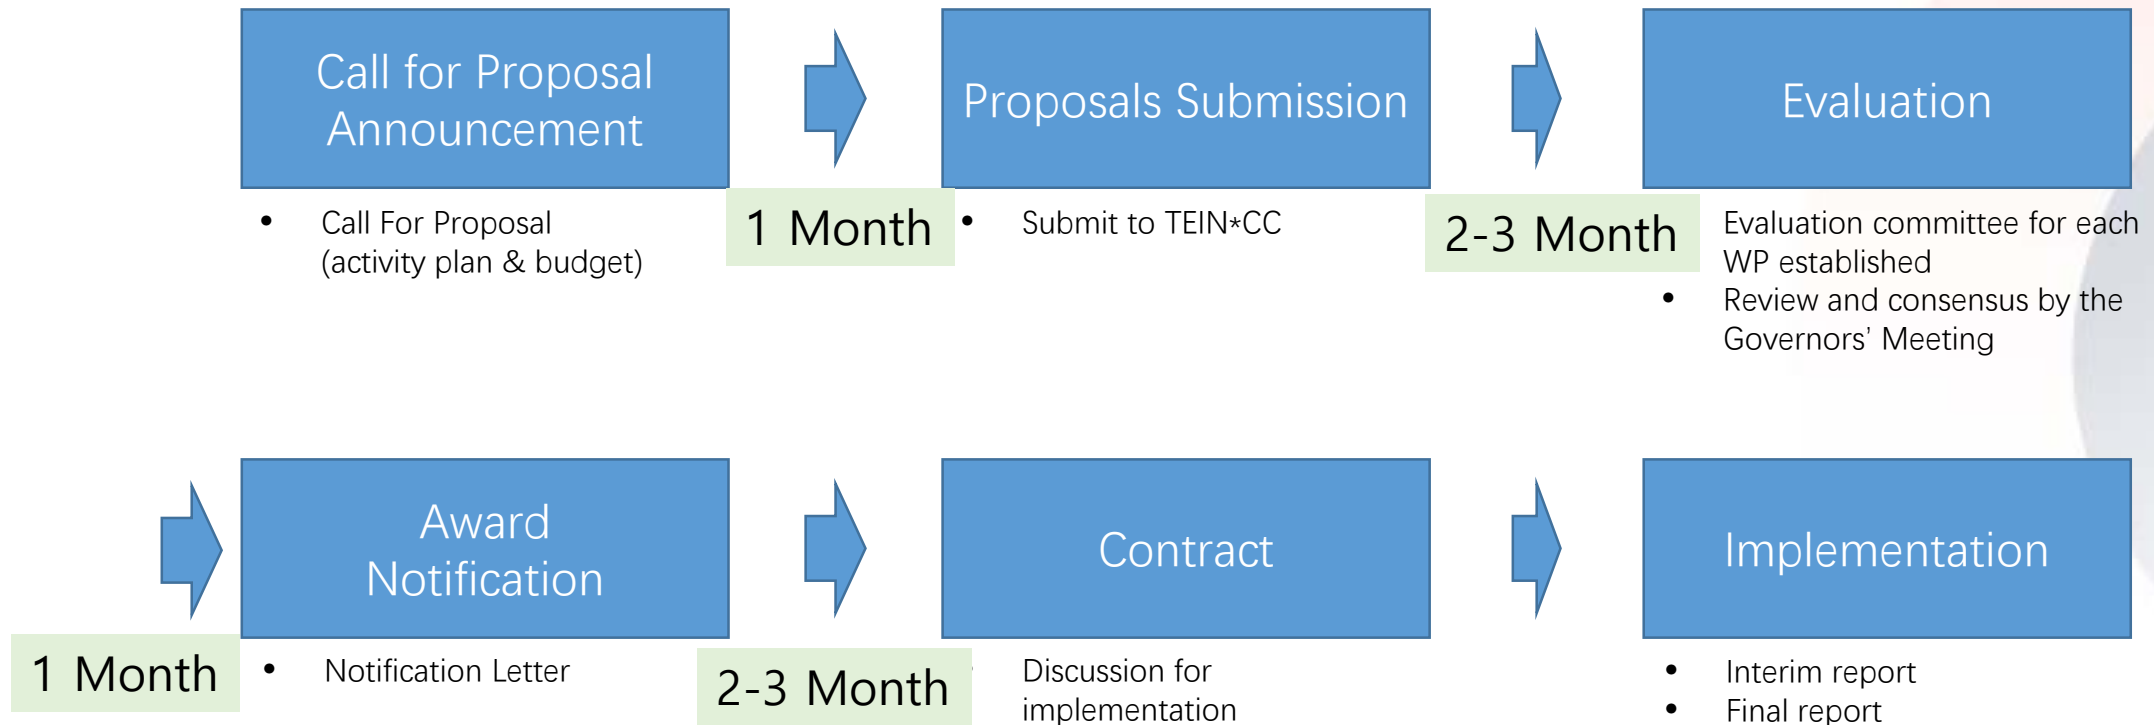 Call for Proposal
Announcement
Proposals Submission
Evaluation
• Call For Proposal
(activity plan & budget)
1 Month
• Submit to TEIN*CC
2-3 Month
Evaluation committee for each
WP established
• Review and consensus by the
Governors’ Meeting
Award
Notification
Contract
Implementation
1 Month
• Notification Letter
2-3 Month
Discussion for
implementation
• Interim report
• Final report